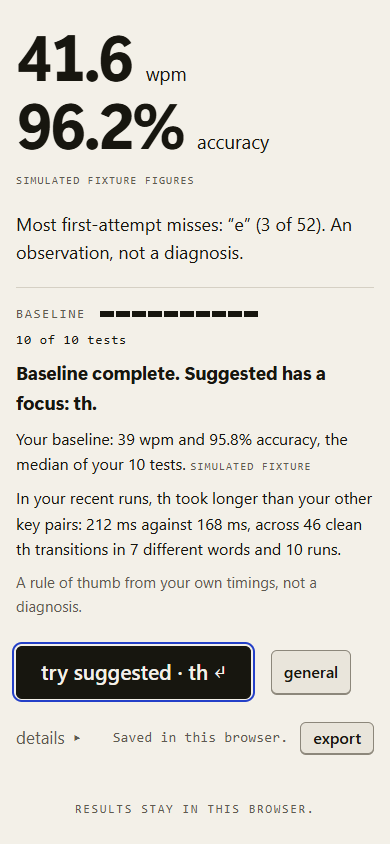 41.6 wpm
96.2% accuracy
SIMULATED FIXTURE FIGURES
Most first-attempt misses: “e” (3 of 52). An
observation, not a diagnosis.
BASELINE
10 of 10 tests
Baseline complete. Suggested has a
focus: th.
Your baseline: 39 wpm and 95.8% accuracy, the
median of your 10 tests. SIMULATED FIXTURE
In your recent runs, th took longer than your other
key pairs: 212 ms against 168 ms, across 46 clean
th transitions in 7 different words and 10 runs.
A rule of thumb from your own timings, not a
diagnosis.
try suggested · th ↵ general
details ▸ Saved in this browser. export
RESULTS STAY IN THIS BROWSER.